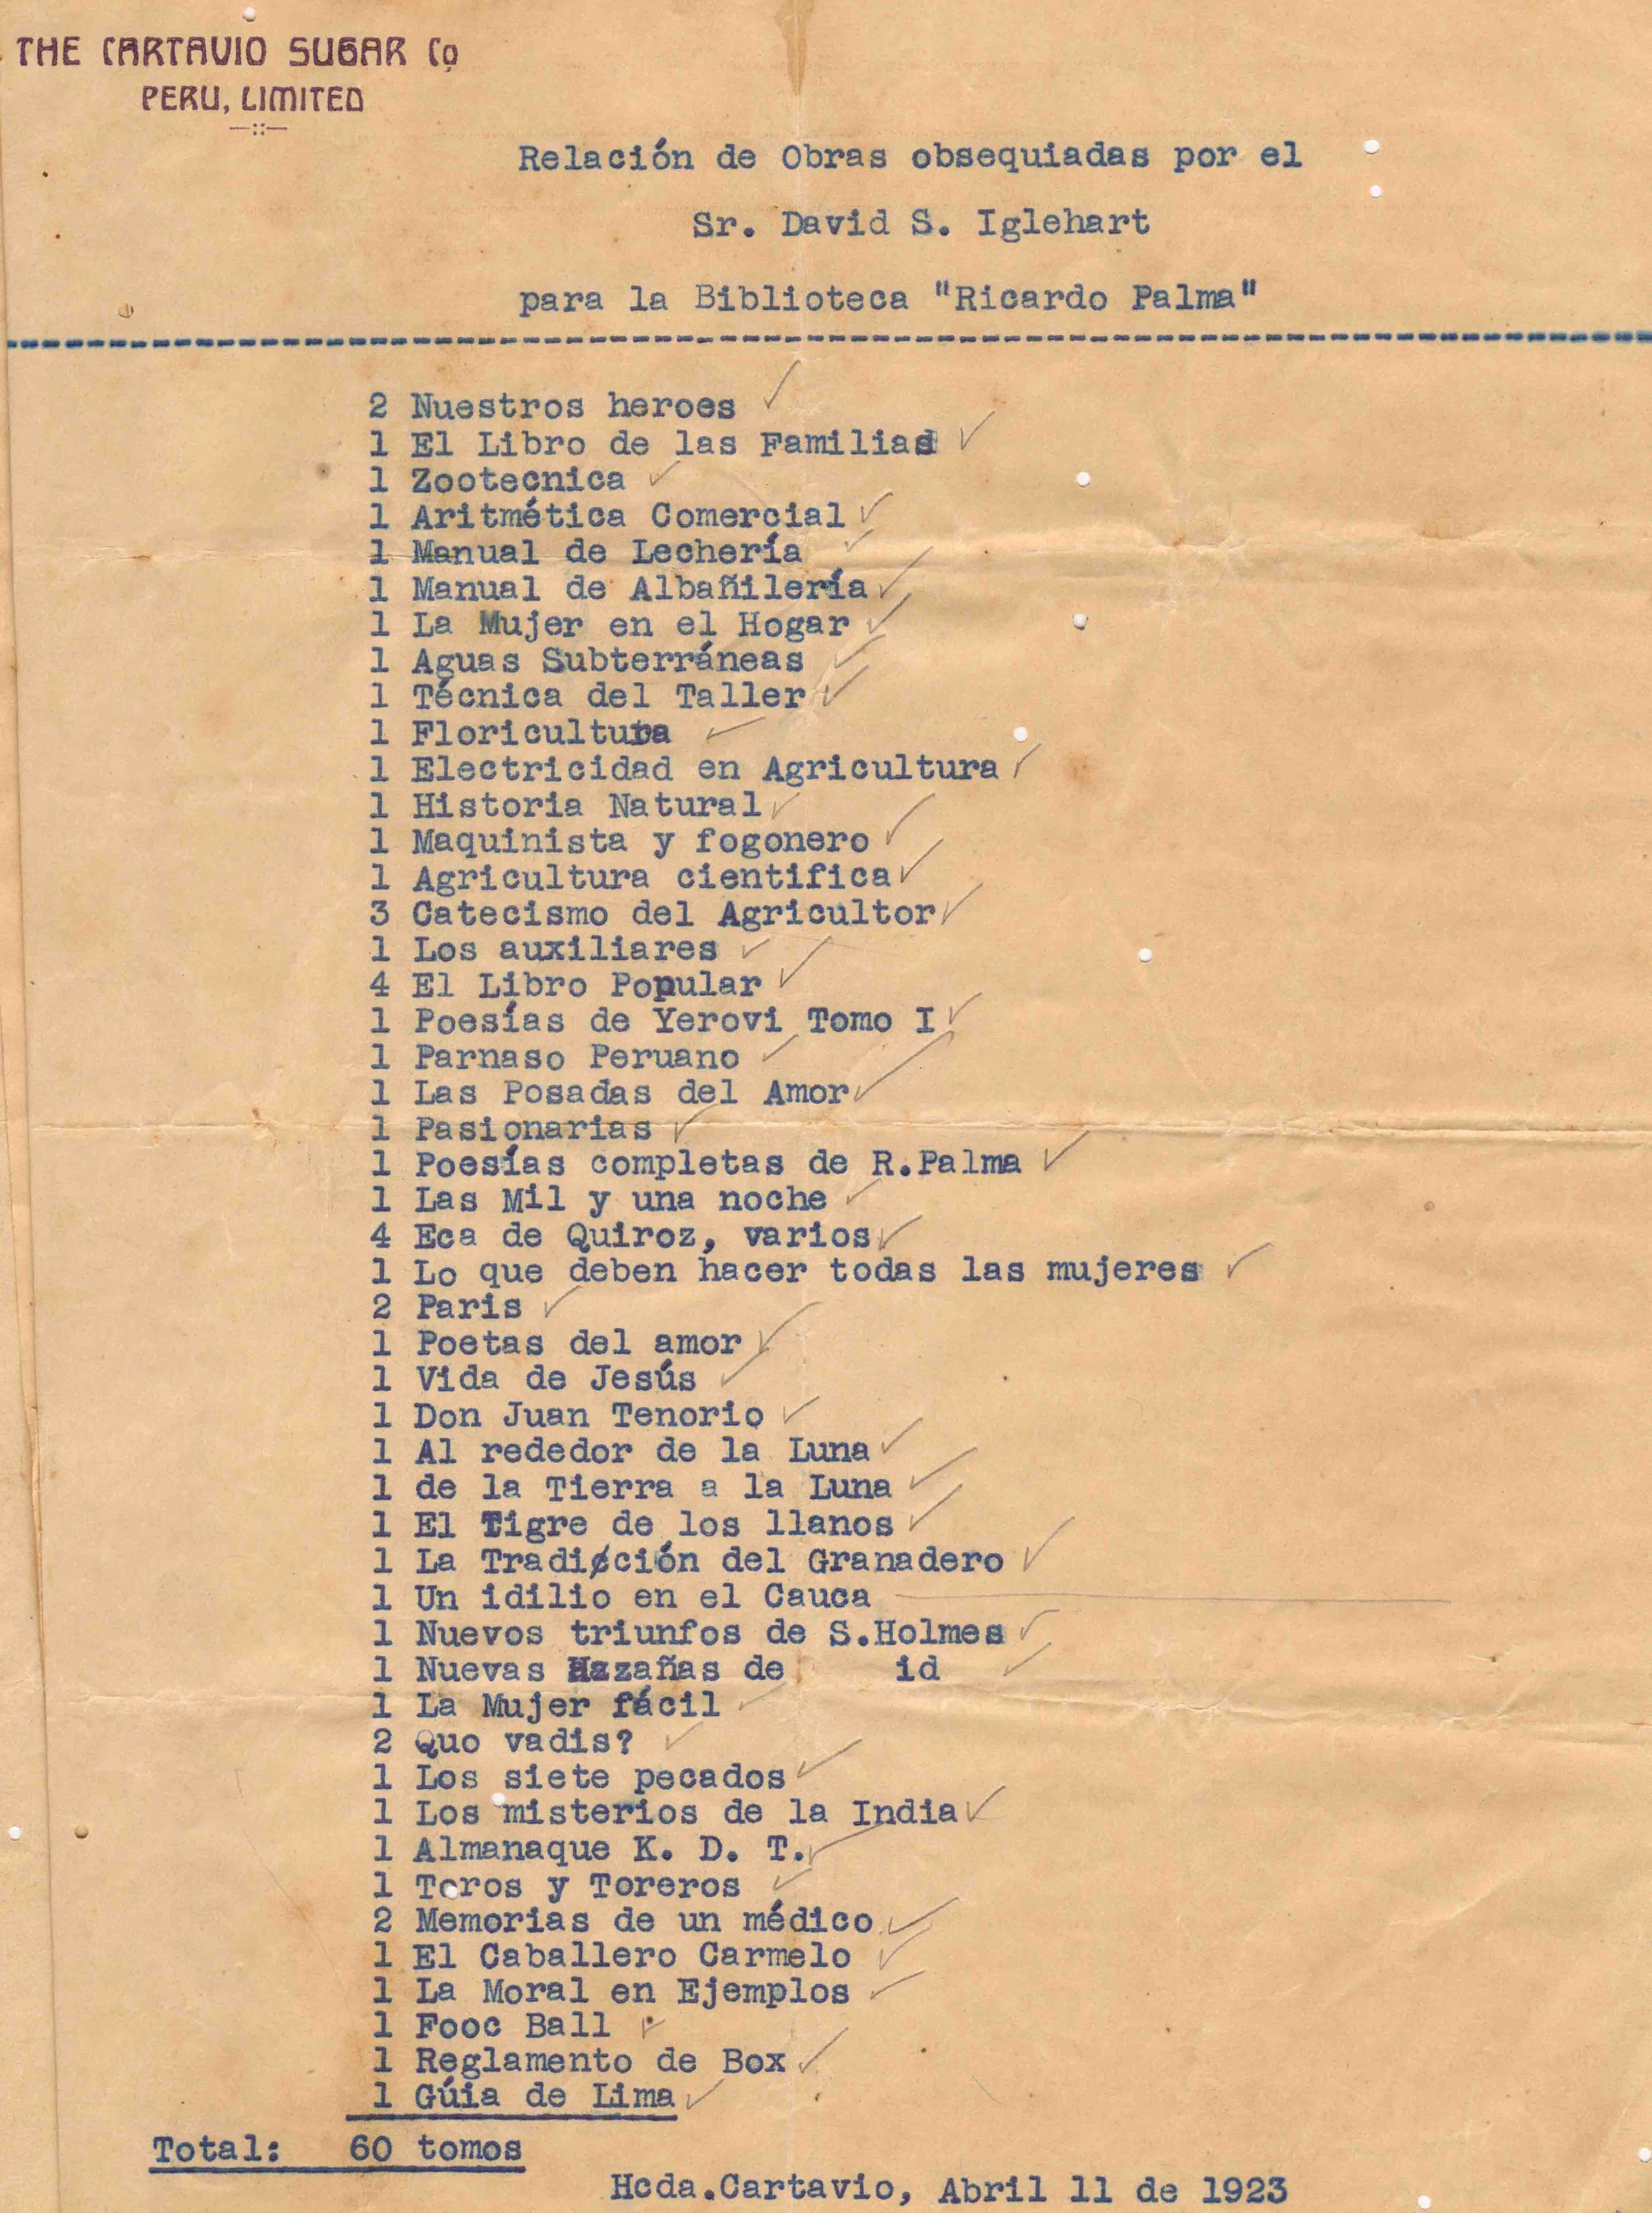 THE CARTAVIO SUGAR Co
PERU, LIMITED
Relación de Obras obsequiadas por el
Sr. David S. Iglehart
para la Biblioteca "Ricardo Palma"
2 Nuestros heroes
1 El Libro de las Familias
1 Zootecnica
1 Aritmética Comercial
1 Manual de Lechería
1 Manual de Albañilería
1 La Mujer en el Hogar
1 Aguas Subterráneas
1 Técnica del Taller
1 Floricultura
1 Electricidad en Agricultura
1 Historia Natural
1 Maquinista y fogonero
1 Agricultura cientifica
3 Catecismo del Agricultor
1 Los auxiliares
4 El Libro Popular
1 Poesías de Yerovi Tomo I
1 Parnaso Peruano
1 Las Posadas del Amor
1 Pasionarias
1 Poesías completas de R.Palma
1 Las Mil y una noche
4 Eca de Quiroz, varios
1 Lo que deben hacer todas las mujeres
2 Paris
1 Poetas del amor
1 Vida de Jesús
1 Don Juan Tenorio
1 Al rededor de la Luna
1 de la Tierra a la Luna
1 El Tigre de los llanos
1 La Tradición del Granadero
1 Un idilio en el Cauca
1 Nuevos triunfos de S.Holmes
1 Nuevas Hazañas de id
1 La Mujer fácil
2 Quo vadis?
1 Los siete pecados
1 Los misterios de la India
1 Almanaque K. D. T.
1 Toros y Toreros
2 Memorias de un médico
1 El Caballero Carmelo
1 La Moral en Ejemplos
1 Fooc Ball
1 Reglamento de Box
1 Gúia de Lima
Total: 60 tomos
Hcda.Cartavio, Abril 11 de 1923